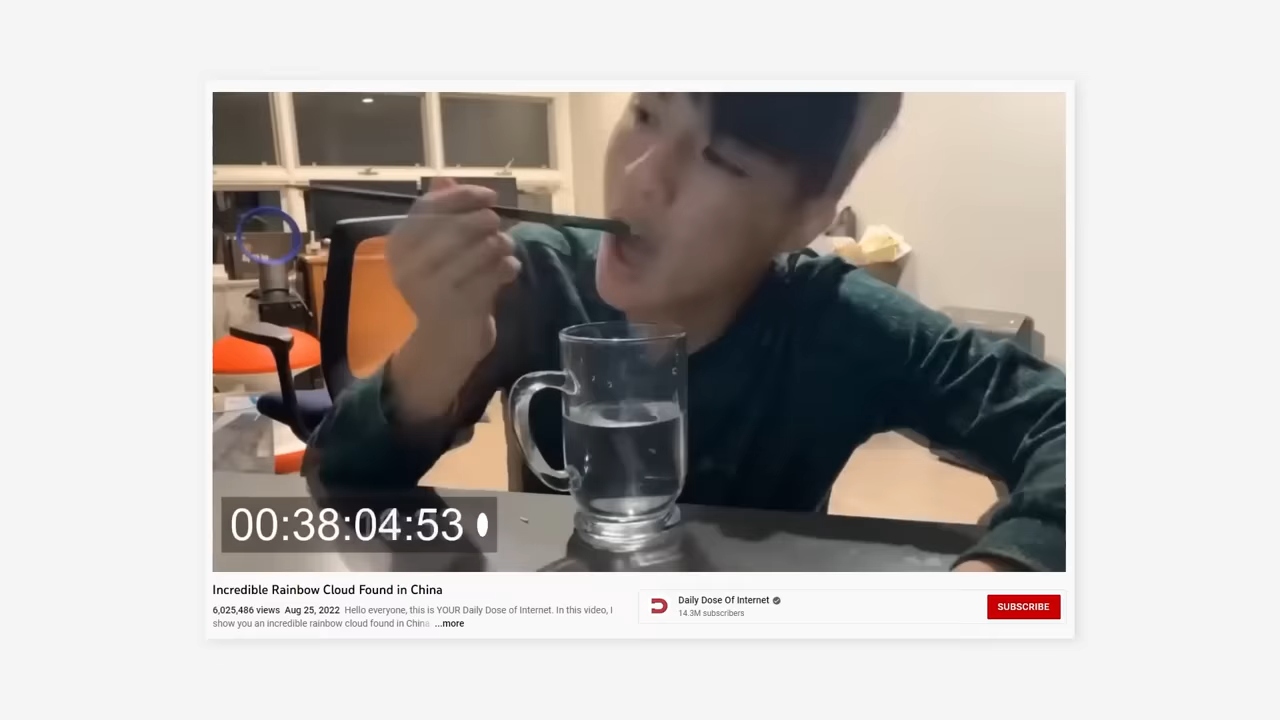 00:38:04:53
Incredible Rainbow Cloud Found in China
6,025,486 views Aug 25, 2022 Hello everyone, this is YOUR Daily Dose of Internet. In this video, I
show you an incredible rainbow cloud found in China ...more
Daily Dose Of Internet
14.3M subscribers
SUBSCRIBE